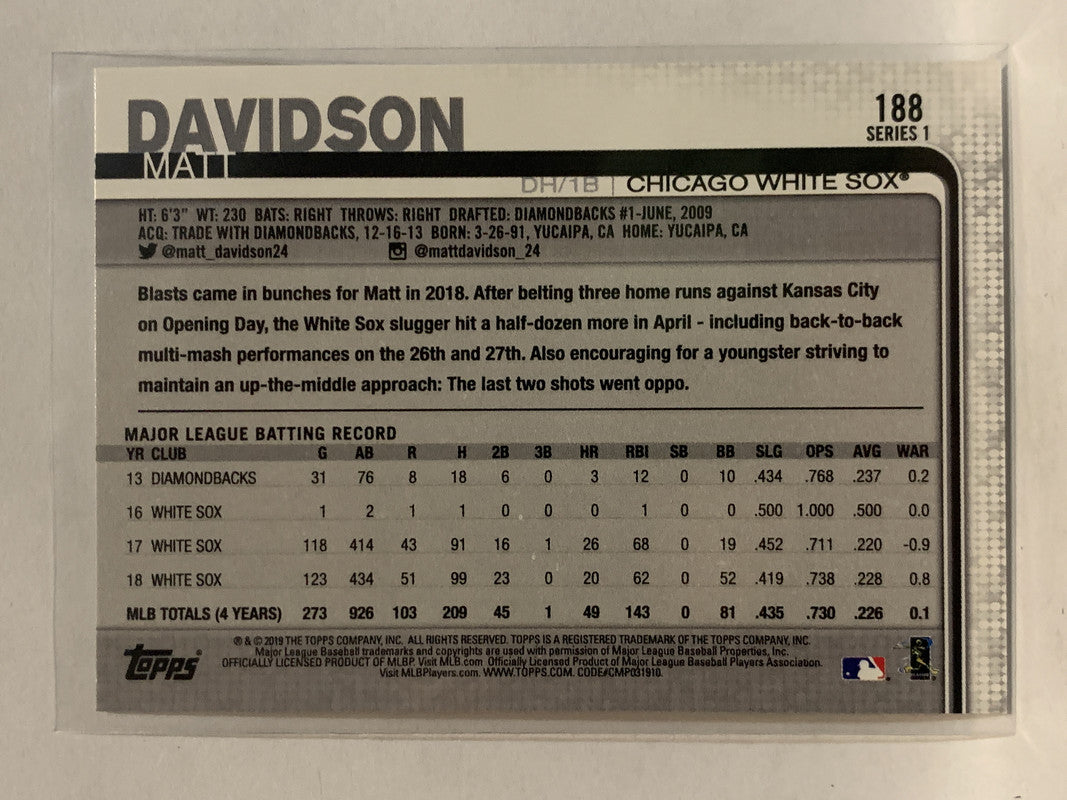 DAVIDSON
MATT
188
SERIES 1
DH/1B | CHICAGO WHITE SOX®
HT: 6'3" WT: 230 BATS: RIGHT THROWS: RIGHT DRAFTED: DIAMONDBACKS #1-JUNE, 2009
ACQ: TRADE WITH DIAMONDBACKS, 12-16-13 BORN: 3-26-91, YUCAIPA, CA HOME: YUCAIPA, CA
@matt_davidson24 @mattdavidson_24
Blasts came in bunches for Matt in 2018. After belting three home runs against Kansas City
on Opening Day, the White Sox slugger hit a half-dozen more in April - including back-to-back
multi-mash performances on the 26th and 27th. Also encouraging for a youngster striving to
maintain an up-the-middle approach: The last two shots went oppo.
MAJOR LEAGUE BATTING RECORD
YR CLUB G AB R H 2B 3B HR RBI SB BB SLG OPS AVG WAR
13 DIAMONDBACKS 31 76 8 18 6 0 3 12 0 10 .434 .768 .237 0.2
16 WHITE SOX 1 2 1 1 0 0 0 1 0 0 .500 1.000 .500 0.0
17 WHITE SOX 118 414 43 91 16 1 26 68 0 19 .452 .711 .220 -0.9
18 WHITE SOX 123 434 51 99 23 0 20 62 0 52 .419 .738 .228 0.8
MLB TOTALS (4 YEARS) 273 926 103 209 45 1 49 143 0 81 .435 .730 .226 0.1
Topps
® & © 2019 THE TOPPS COMPANY, INC. ALL RIGHTS RESERVED. TOPPS IS A REGISTERED TRADEMARK OF THE TOPPS COMPANY, INC.
Major League Baseball trademarks and copyrights are used with permission of Major League Baseball Properties, Inc.
OFFICIALLY LICENSED PRODUCT OF MLBP. Visit MLB.com Officially Licensed Product of Major League Baseball Players Association.
Visit MLBPlayers.com. WWW.TOPPS.COM. CODE#CMP031910.